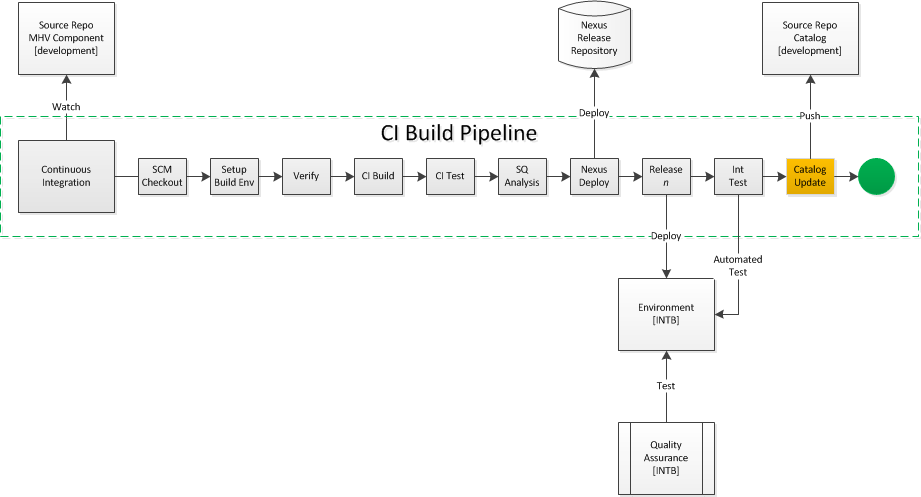 Source Repo
MHV Component
[development]
Nexus
Release
Repository
Source Repo
Catalog
[development]
Watch
Deploy
Push
CI Build Pipeline
Continuous
Integration
SCM
Checkout
Setup
Build Env
Verify
CI Build
CI Test
SQ
Analysis
Nexus
Deploy
Release
n
Int
Test
Catalog
Update
Deploy
Automated
Test
Environment
[INTB]
Test
Quality
Assurance
[INTB]